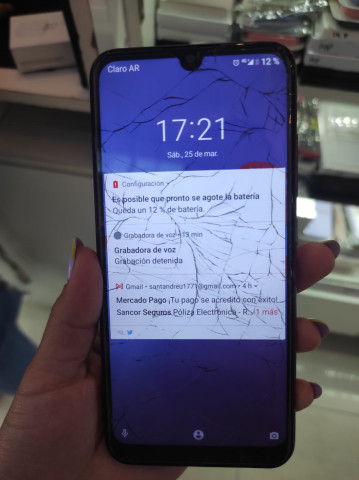 Claro AR
12 %
17:21
Sáb., 25 de mar.
Configuración
Es posible que pronto se agote la batería
Queda un 12 % de batería.
Grabadora de voz • 13 min
Grabadora de voz
Grabación detenida
Gmail • santandreu1771@gmail.com • 4 h
Mercado Pago ¡Tu pago se acreditó con éxito!
Sancor Seguros Póliza Electrónica - R... 1 más